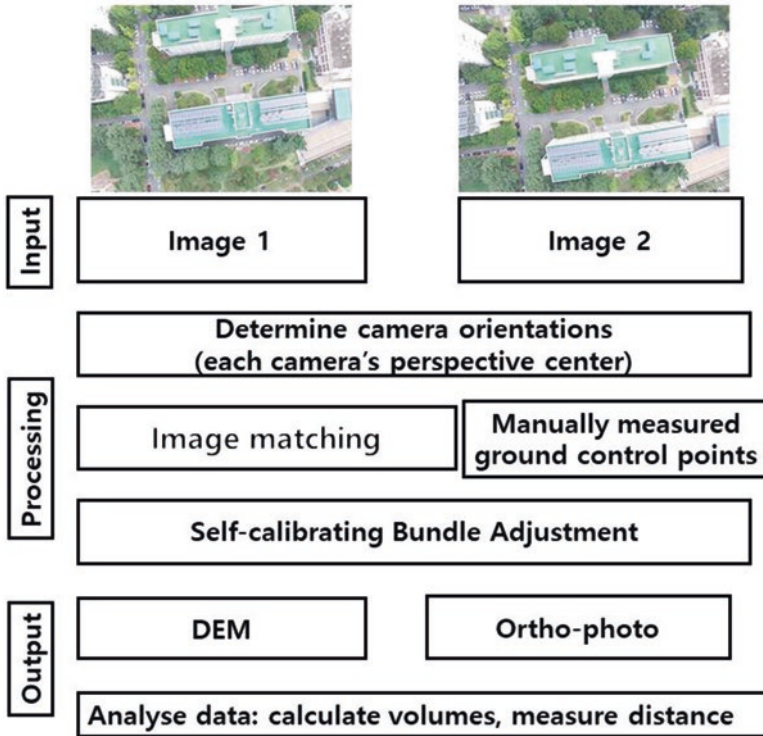 Input
Image 1
Image 2
Processing
Determine camera orientations
(each camera's perspective center)
Image matching
Manually measured
ground control points
Self-calibrating Bundle Adjustment
Output
DEM
Ortho-photo
Analyse data: calculate volumes, measure distance